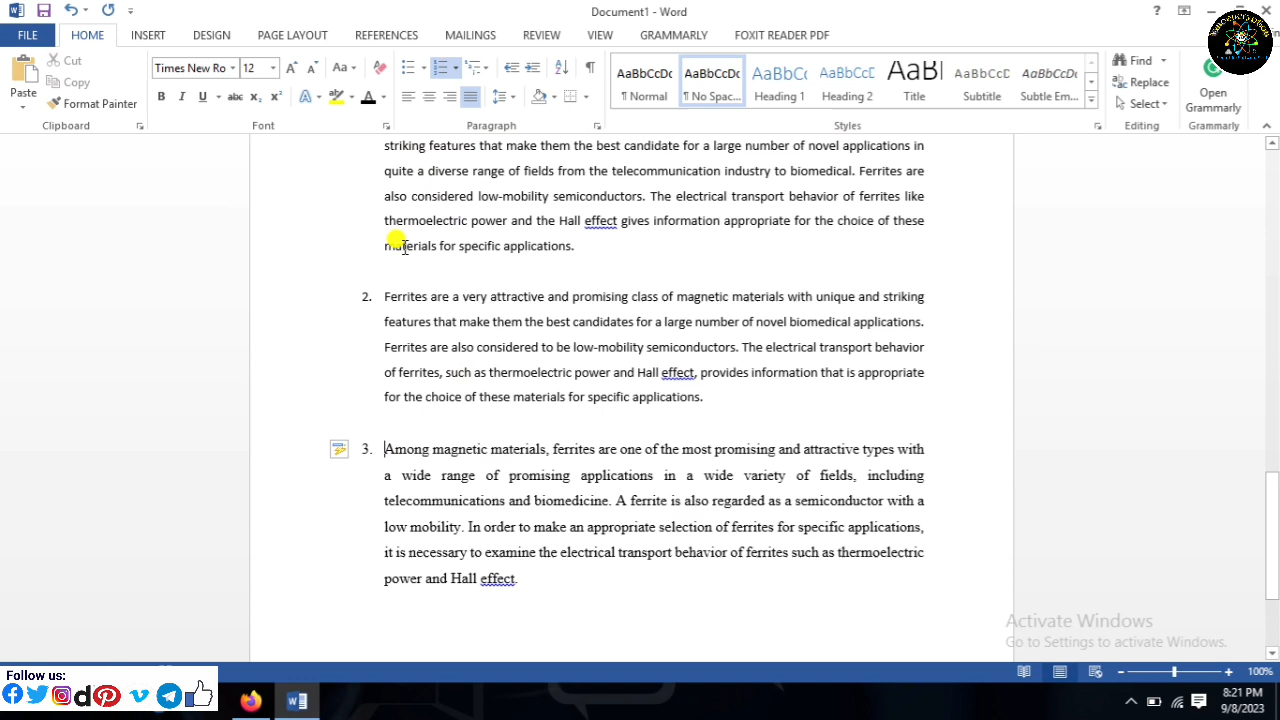 Document1 - Word
FILE HOME INSERT DESIGN PAGE LAYOUT REFERENCES MAILINGS REVIEW VIEW GRAMMARLY FOXIT READER PDF
Cut
Copy
Format Painter
Paste
Clipboard
Times New Ro 12
Font
Paragraph
AaBbCcDc AaBbCcDc AaBbCc AaBbCcC AaBl AaBbCcD AaBbCcDc
¶ Normal ¶ No Spac... Heading 1 Heading 2 Title Subtitle Subtle Em...
Styles
Find
Replace
Select
Editing
Open
Grammarly
Grammarly
striking features that make them the best candidate for a large number of novel applications in
quite a diverse range of fields from the telecommunication industry to biomedical. Ferrites are
also considered low-mobility semiconductors. The electrical transport behavior of ferrites like
thermoelectric power and the Hall effect gives information appropriate for the choice of these
materials for specific applications.
2. Ferrites are a very attractive and promising class of magnetic materials with unique and striking
features that make them the best candidates for a large number of novel biomedical applications.
Ferrites are also considered to be low-mobility semiconductors. The electrical transport behavior
of ferrites, such as thermoelectric power and Hall effect, provides information that is appropriate
for the choice of these materials for specific applications.
3. Among magnetic materials, ferrites are one of the most promising and attractive types with
a wide range of promising applications in a wide variety of fields, including
telecommunications and biomedicine. A ferrite is also regarded as a semiconductor with a
low mobility. In order to make an appropriate selection of ferrites for specific applications,
it is necessary to examine the electrical transport behavior of ferrites such as thermoelectric
power and Hall effect.
Activate Windows
Go to Settings to activate Windows.
Follow us:
100%
8:21 PM
9/8/2023